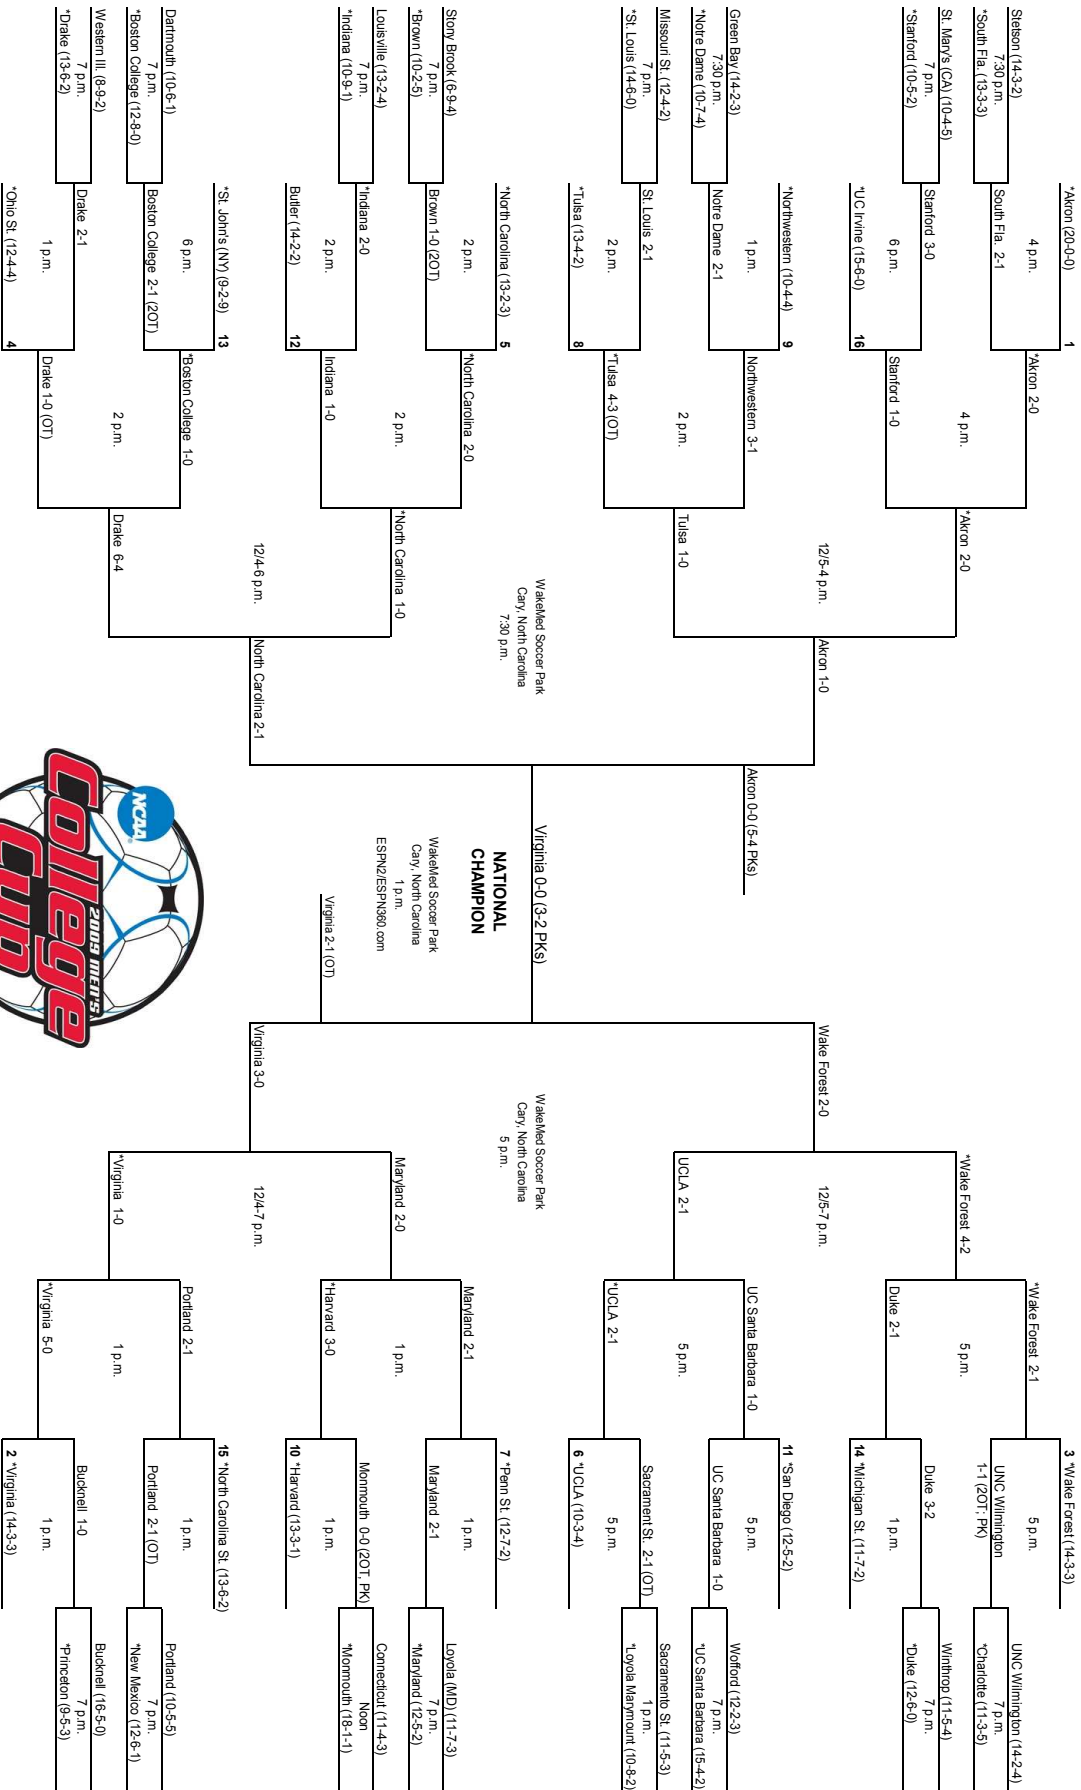 Stetson (14-3-2)
7:30 p.m.
*South Fla. (13-3-3)
St. Mary's (CA) (10-4-5)
7 p.m.
*Stanford (10-5-2)
Green Bay (14-2-3)
7:30 p.m.
*Notre Dame (10-7-4)
Missouri St. (12-4-2)
7 p.m.
*St. Louis (14-6-0)
Stony Brook (6-9-4)
7 p.m.
*Brown (10-2-5)
Louisville (13-2-4)
7 p.m.
*Indiana (10-9-1)
Dartmouth (10-6-1)
7 p.m.
*Boston College (12-8-0)
Western Ill. (8-9-2)
7 p.m.
*Drake (13-6-2)
*Akron (20-0-0) 1
4 p.m.
South Fla. 2-1
Stanford 3-0
6 p.m.
*UC Irvine (15-6-0) 16
*Northwestern (10-4-4) 9
1 p.m.
Notre Dame 2-1
St. Louis 2-1
2 p.m.
*Tulsa (13-4-2) 8
*North Carolina (13-2-3) 5
2 p.m.
Brown 1-0 (2OT)
*Indiana 2-0
2 p.m.
Butler (14-2-2) 12
*St. John's (NY) (9-2-9) 13
6 p.m.
Boston College 2-1 (2OT)
Drake 2-1
1 p.m.
*Ohio St. (12-4-4) 4
*Akron 2-0
4 p.m.
Stanford 1-0
Northwestern 3-1
2 p.m.
*Tulsa 4-3 (OT)
*North Carolina 2-0
2 p.m.
Indiana 1-0
*Boston College 1-0
2 p.m.
Drake 1-0 (OT)
*Akron 2-0
12/5-4 p.m.
Tulsa 1-0
*North Carolina 1-0
12/4-6 p.m.
Drake 6-4
Akron 1-0
WakeMed Soccer Park
Cary, North Carolina
7:30 p.m.
North Carolina 2-1
Akron 0-0 (5-4 PKs)
Virginia 0-0 (3-2 PKs)
NATIONAL
CHAMPION
WakeMed Soccer Park
Cary, North Carolina
1 p.m.
ESPN2/ESPN360.com
Virginia 2-1 (OT)
NCAA
2009 MEN'S
College
Cup
Wake Forest 2-0
WakeMed Soccer Park
Cary, North Carolina
5 p.m.
Virginia 3-0
*Wake Forest 4-2
12/5-7 p.m.
UCLA 2-1
Maryland 2-0
12/4-7 p.m.
*Virginia 1-0
*Wake Forest 2-1
5 p.m.
Duke 2-1
UC Santa Barbara 1-0
5 p.m.
*UCLA 2-1
Maryland 2-1
1 p.m.
*Harvard 3-0
Portland 2-1
1 p.m.
*Virginia 5-0
3 *Wake Forest (14-3-3)
5 p.m.
UNC Wilmington
1-1 (2OT; PK)
Duke 3-2
1 p.m.
14 *Michigan St. (11-7-2)
11 *San Diego (12-5-2)
UC Santa Barbara 1-0
Sacrament St. 2-1 (OT)
5 p.m.
6 *UCLA (10-3-4)
7 *Penn St. (12-7-2)
1 p.m.
Maryland 2-1
Monmouth 0-0 (2OT, PK)
1 p.m.
10 *Harvard (13-3-1)
15 *North Carolina St. (13-6-2)
1 p.m.
Portland 2-1 (OT)
Bucknell 1-0
1 p.m.
2 *Virginia (14-3-3)
UNC Wilmington (14-2-4)
7 p.m.
*Charlotte (11-3-5)
Winthrop (11-5-4)
7 p.m.
*Duke (12-6-0)
Wofford (12-2-3)
7 p.m.
*UC Santa Barbara (15-4-2)
Sacramento St. (11-5-3)
1 p.m.
*Loyola Marymount (10-8-2)
Loyola (MD) (11-7-3)
7 p.m.
*Maryland (12-5-2)
Connecticut (11-4-3)
Noon
*Monmouth (18-1-1)
Portland (10-5-5)
7 p.m.
*New Mexico (12-6-1)
Bucknell (16-5-0)
7 p.m.
*Princeton (9-5-3)